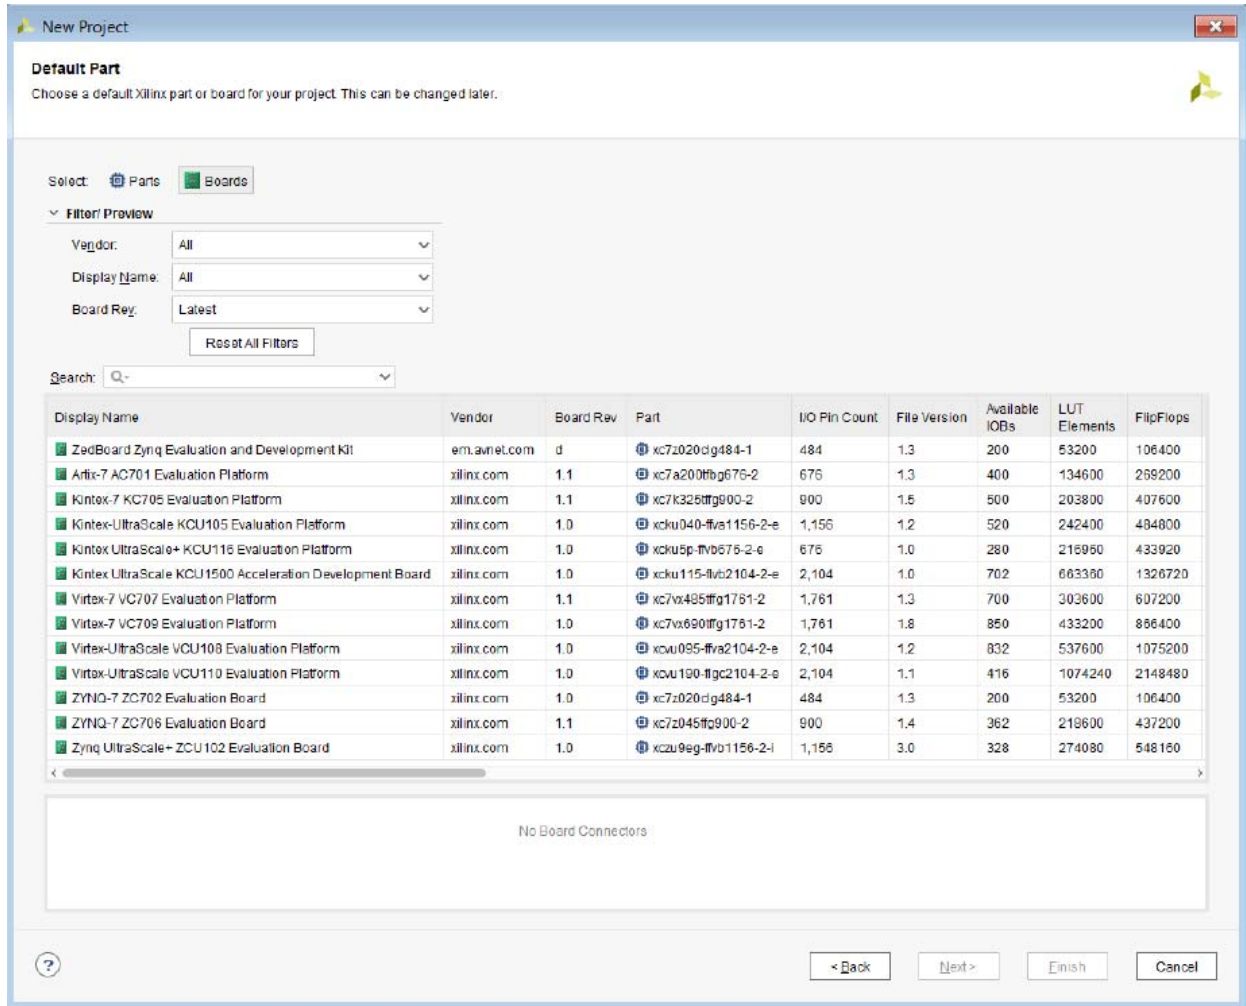 New Project
Default Part
Choose a default Xilinx part or board for your project. This can be changed later.
Select: Parts Boards
Filter/ Preview
Vendor: All
Display Name: All
Board Rev: Latest
Reset All Filters
Search: Q-
Display Name Vendor Board Rev Part I/O Pin Count File Version Available IOBs LUT Elements FlipFlops
ZedBoard Zynq Evaluation and Development Kit em.avnet.com d xc7z020clg484-1 484 1.3 200 53200 106400
Artix-7 AC701 Evaluation Platform xilinx.com 1.1 xc7a200tfbg676-2 676 1.3 400 134600 269200
Kintex-7 KC705 Evaluation Platform xilinx.com 1.1 xc7k325tffg900-2 900 1.5 500 203800 407600
Kintex-UltraScale KCU105 Evaluation Platform xilinx.com 1.0 xcku040-ffva1156-2-e 1,156 1.2 520 242400 484800
Kintex UltraScale+ KCU116 Evaluation Platform xilinx.com 1.0 xcku5p-ffvb676-2-e 676 1.0 280 216960 433920
Kintex UltraScale KCU1500 Acceleration Development Board xilinx.com 1.0 xcku115-flvb2104-2-e 2,104 1.0 702 663360 1326720
Virtex-7 VC707 Evaluation Platform xilinx.com 1.1 xc7vx485tffg1761-2 1,761 1.3 700 303600 607200
Virtex-7 VC709 Evaluation Platform xilinx.com 1.0 xc7vx690tffg1761-2 1,761 1.8 850 433200 866400
Virtex-UltraScale VCU108 Evaluation Platform xilinx.com 1.0 xcvu095-ffva2104-2-e 2,104 1.2 832 537600 1075200
Virtex-UltraScale VCU110 Evaluation Platform xilinx.com 1.0 xcvu190-flgc2104-2-e 2,104 1.1 416 1074240 2148480
ZYNQ-7 ZC702 Evaluation Board xilinx.com 1.0 xc7z020clg484-1 484 1.3 200 53200 106400
ZYNQ-7 ZC706 Evaluation Board xilinx.com 1.1 xc7z045ffg900-2 900 1.4 362 218600 437200
Zynq UltraScale+ ZCU102 Evaluation Board xilinx.com 1.0 xczu9eg-ffvb1156-2-i 1,156 3.0 328 274080 548160
No Board Connectors
? < Back Next > Finish Cancel